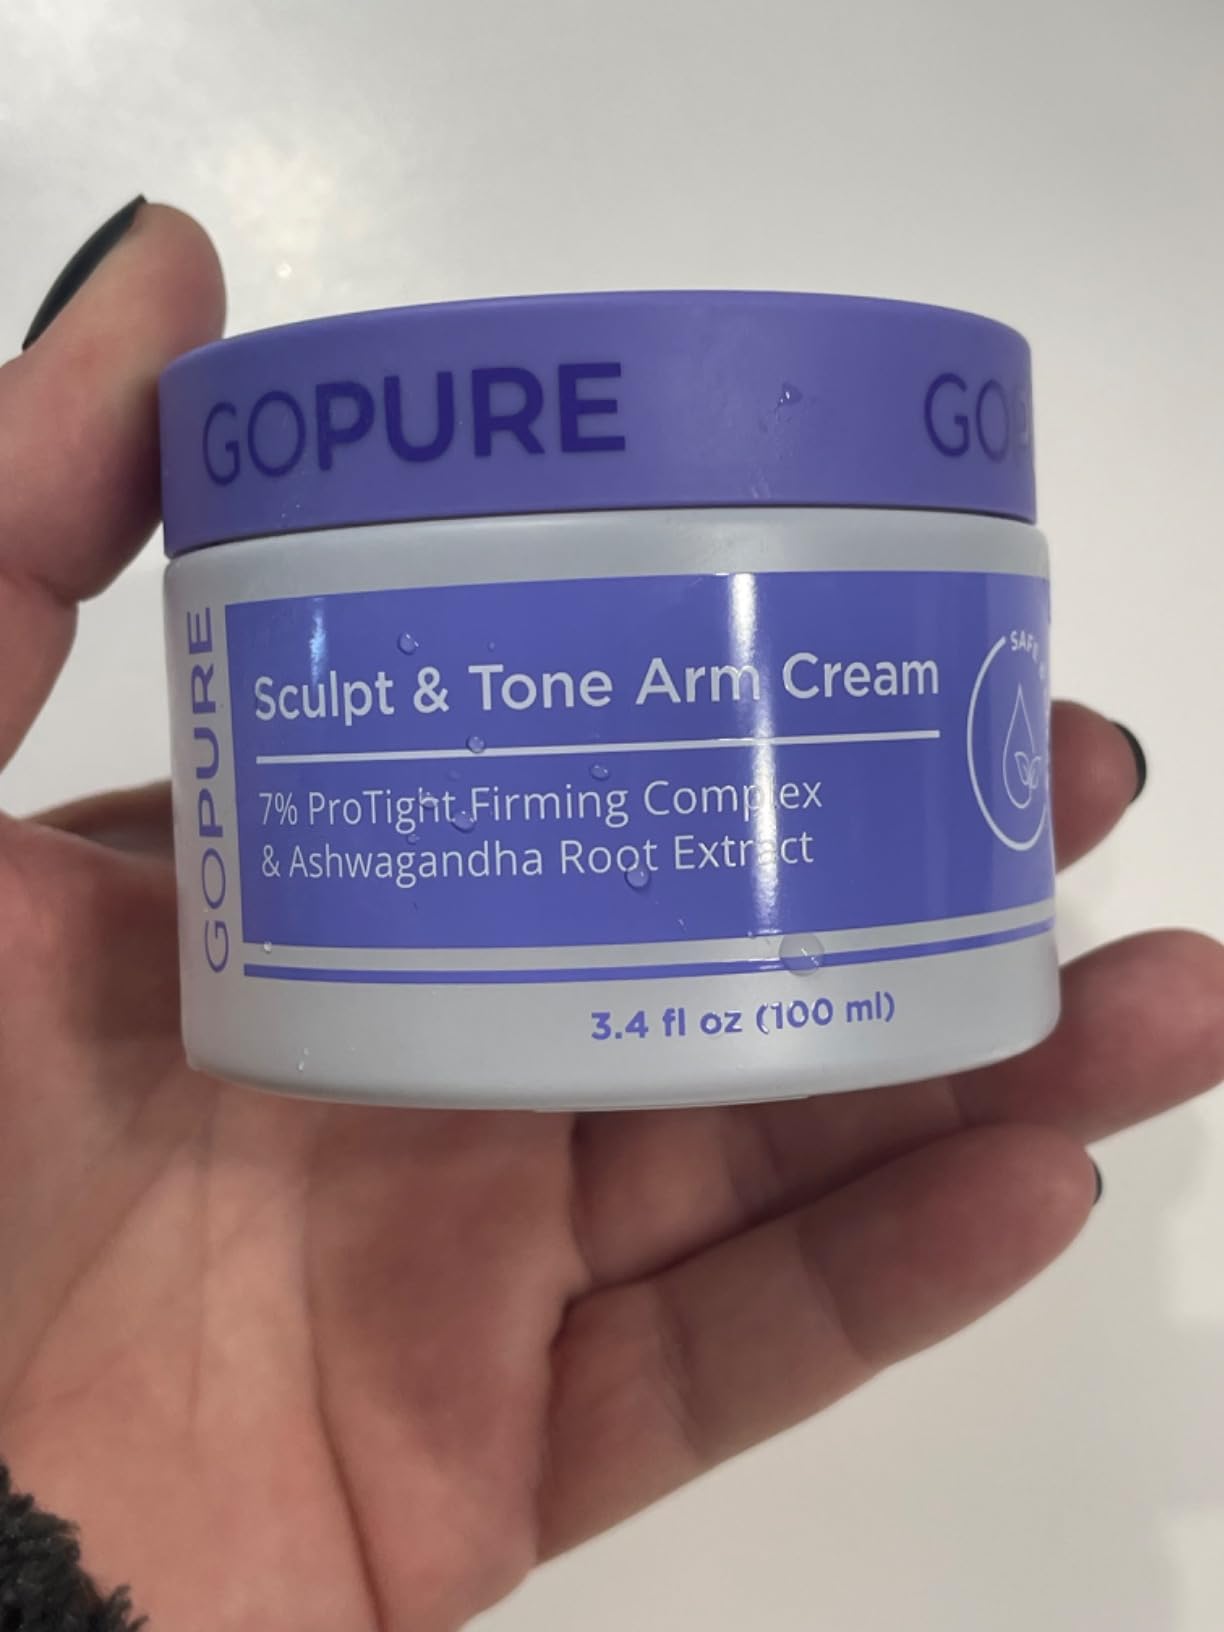 GOPURE
GO
GOPURE
Sculpt & Tone Arm Cream
7% ProTight Firming Complex
& Ashwagandha Root Extract
SAFE
3.4 fl oz (100 ml)